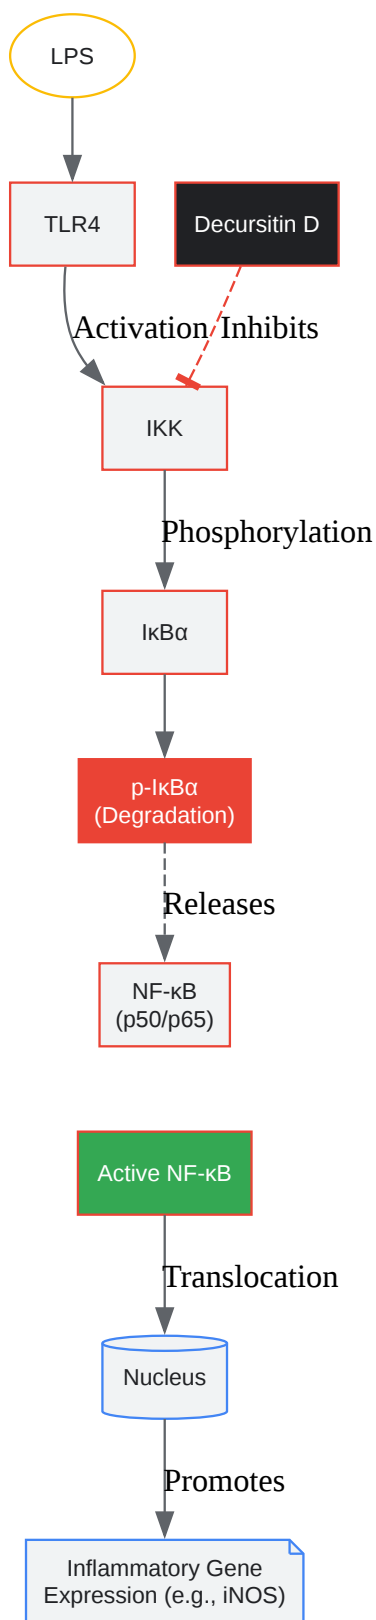 LPS
TLR4
Decursitin D
Activation
Inhibits
IKK
Phosphorylation
IκBα
p-IκBα
(Degradation)
Releases
NF-κB
(p50/p65)
Active NF-κB
Translocation
Nucleus
Promotes
Inflammatory Gene
Expression (e.g., iNOS)